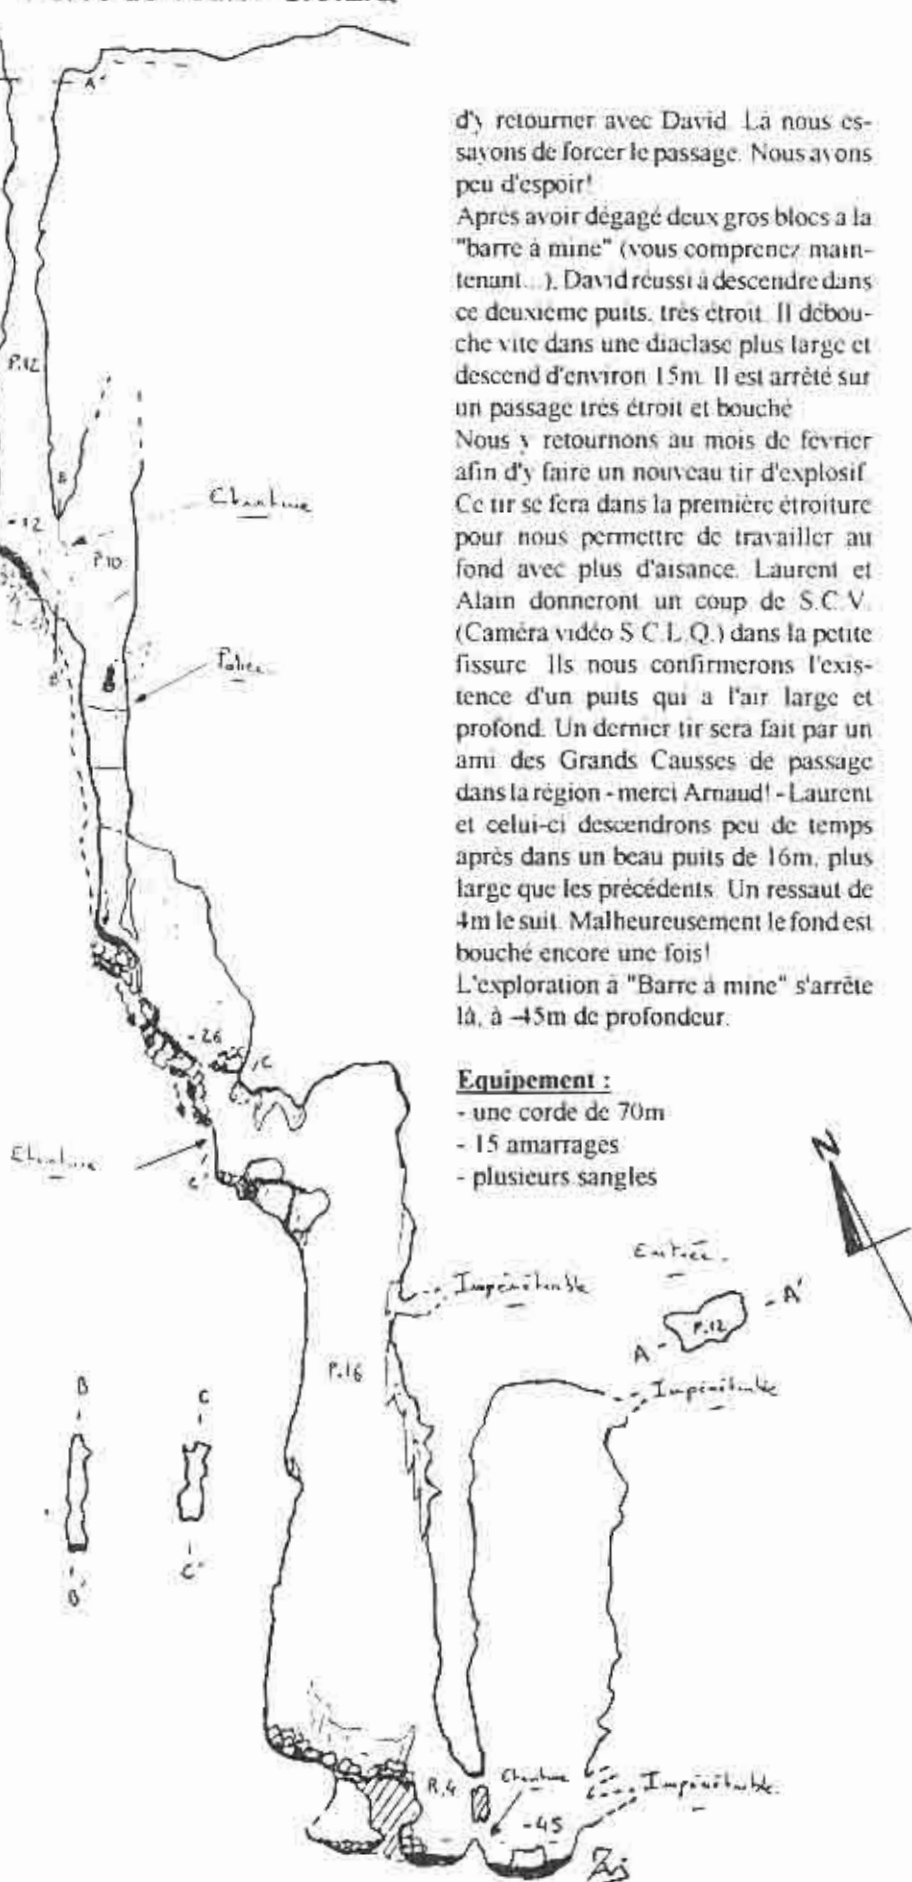 d'y retourner avec David. Là nous es-
sayons de forcer le passage. Nous avons
peu d'espoir!
Après avoir dégagé deux gros blocs a la
"barre à mine" (vous comprenez main-
tenant...), David réussi à descendre dans
ce deuxième puits, très étroit. Il débou-
che vite dans une diaclase plus large et
descend d'environ 15m. Il est arrêté sur
un passage très étroit et bouché
Nous y retournons au mois de février
afin d'y faire un nouveau tir d'explosif.
Ce tir se fera dans la première étroiture
pour nous permettre de travailler au
fond avec plus d'aisance. Laurent et
Alain donneront un coup de S.C.V.
(Caméra vidéo S.C.L.Q.) dans la petite
fissure. Ils nous confirmerons l'exis-
tence d'un puits qui a l'air large et
profond. Un dernier tir sera fait par un
ami des Grands Causses de passage
dans la région - merci Arnaud! - Laurent
et celui-ci descendrons peu de temps
après dans un beau puits de 16m, plus
large que les précédents. Un ressaut de
4m le suit. Malheureusement le fond est
bouché encore une fois!
L'exploration à "Barre à mine" s'arrête
là, à -45m de profondeur.
Equipement :
- une corde de 70m
- 15 amarrages
- plusieurs sangles
A'
P.12
B
-12
P.10
B'
Etroiture
Palier
-26
C
Etroiture
C'
N
Entrée
A - P.12 - A'
Impénétrable
P.16
Impénétrable
B
C
B'
C'
R.4
Etroiture
Impénétrable
-45